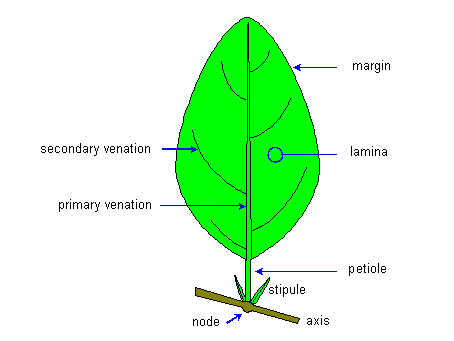 margin
secondary venation
lamina
primary venation
petiole
stipule
node
axis